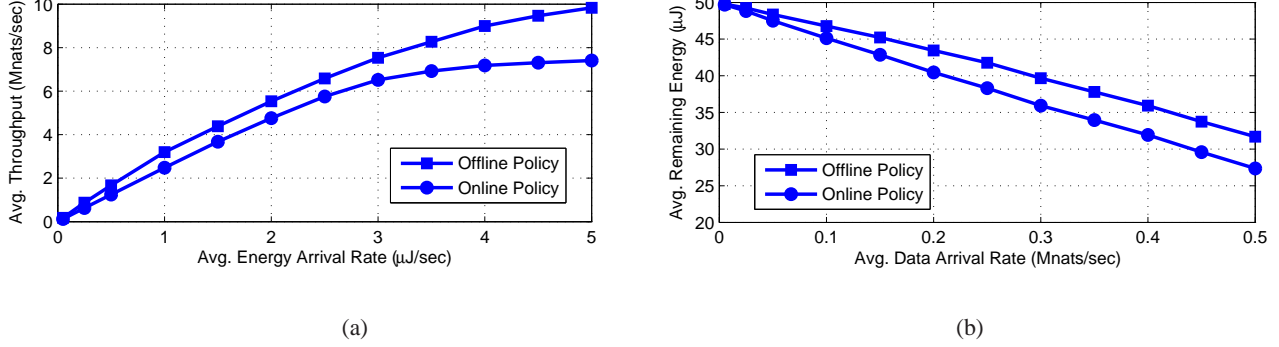 Avg. Throughput (Mnats/sec)
10
8
6
4
2
0
0 1 2 3 4 5
Avg. Energy Arrival Rate (μJ/sec)
Offline Policy
Online Policy
(a)
Avg. Remaining Energy (μJ)
50
45
40
35
30
25
20
0 0.1 0.2 0.3 0.4 0.5
Avg. Data Arrival Rate (Mnats/sec)
Offline Policy
Online Policy
(b)